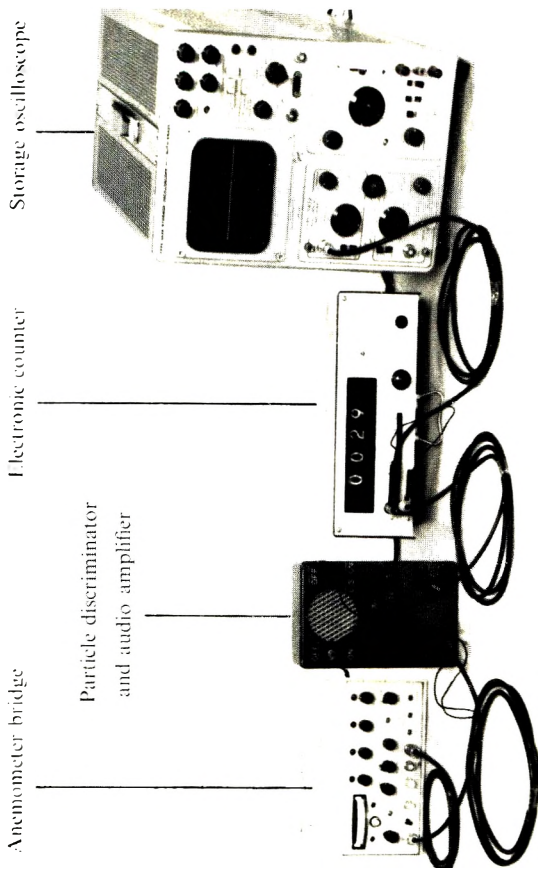 Anemometer bridge
Particle discriminator
and audio amplifier
Electronic counter
Storage oscilloscope
0029